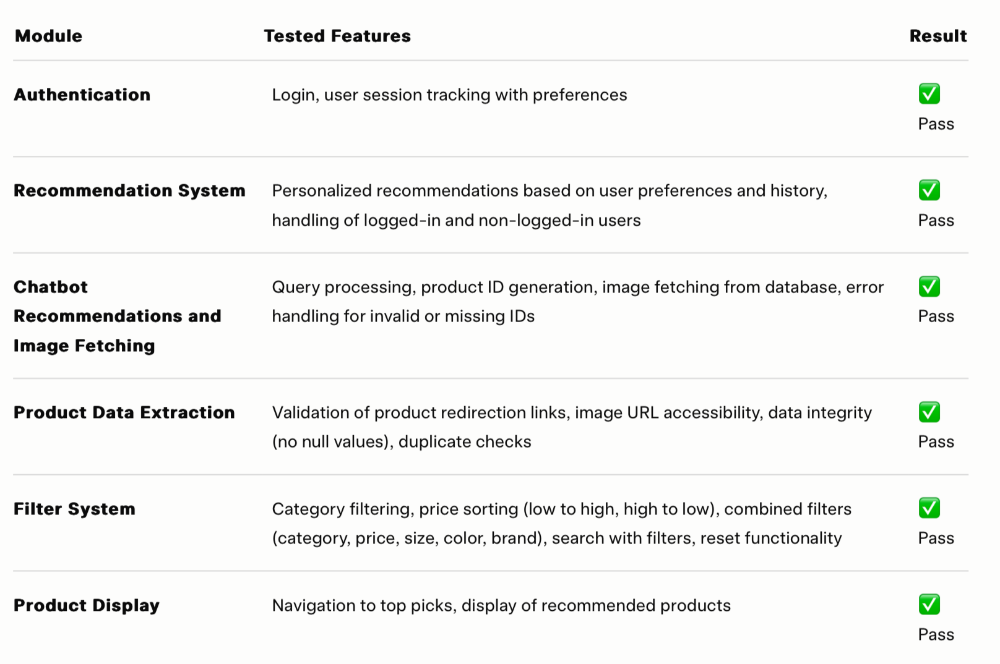 Module Tested Features Result
Authentication Login, user session tracking with preferences ✅
Pass
Recommendation System Personalized recommendations based on user preferences and history, ✅
handling of logged-in and non-logged-in users Pass
Chatbot Query processing, product ID generation, image fetching from database, error ✅
Recommendations and handling for invalid or missing IDs Pass
Image Fetching
Product Data Extraction Validation of product redirection links, image URL accessibility, data integrity ✅
(no null values), duplicate checks Pass
Filter System Category filtering, price sorting (low to high, high to low), combined filters ✅
(category, price, size, color, brand), search with filters, reset functionality Pass
Product Display Navigation to top picks, display of recommended products ✅
Pass